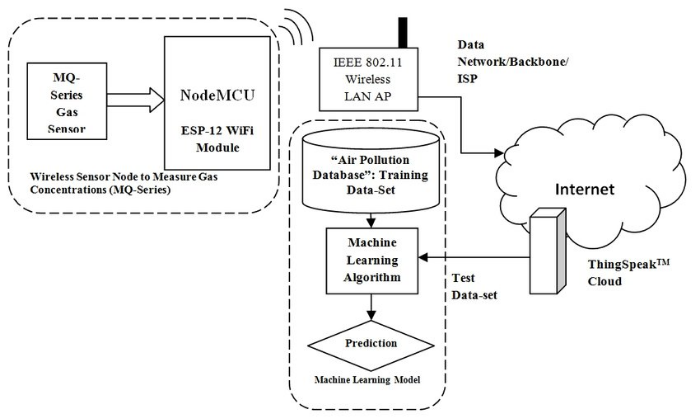 MQ-
Series
Gas
Sensor
NodeMCU
ESP-12 WiFi
Module
Wireless Sensor Node to Measure Gas
Concentrations (MQ-Series)
IEEE 802.11
Wireless
LAN AP
Data
Network/Backbone/
ISP
“Air Pollution
Database”: Training
Data-Set
Machine
Learning
Algorithm
Prediction
Machine Learning Model
Test
Data-set
Internet
ThingSpeak™
Cloud